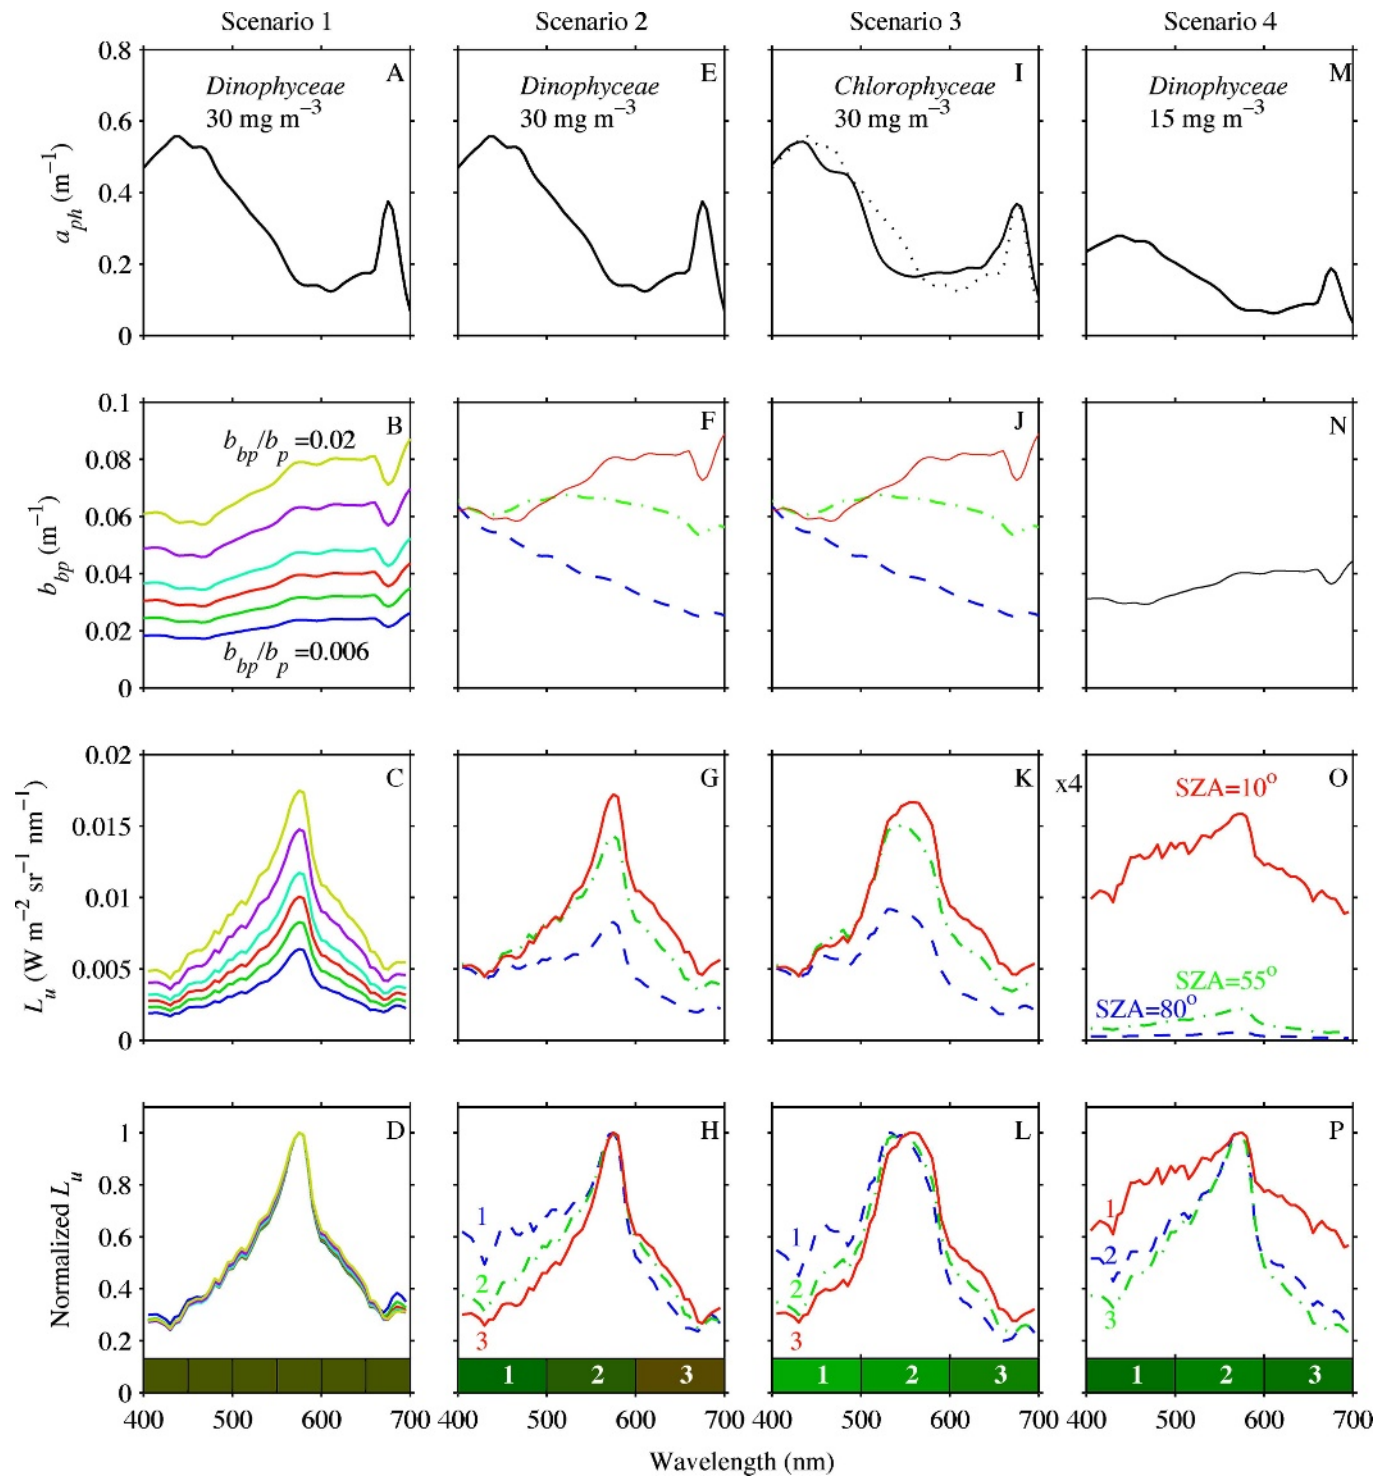 Scenario 1 Scenario 2 Scenario 3 Scenario 4
0.8 A E I M
Dinophyceae Dinophyceae Chlorophyceae Dinophyceae
30 mg m−3 30 mg m−3 30 mg m−3 15 mg m−3
0.6
0.4
0.2
0
aph (m−1)
0.1 B F J N
bbp/bp =0.02
0.08
0.06
0.04
0.02
bbp/bp =0.006
0
bbp (m−1)
0.02 C G K x4 O
SZA=10o
0.015
0.01
0.005
SZA=55o
SZA=80o
0
Lu (W m−2 sr−1 nm−1)
1 D H L P
0.8
0.6
0.4
0.2
0
Normalized Lu
1 2 3
1 2 3
1 2 3
1 2 3 1 2 3 1 2 3
400 500 600 700 400 500 600 700 400 500 600 700 400 500 600 700
Wavelength (nm)